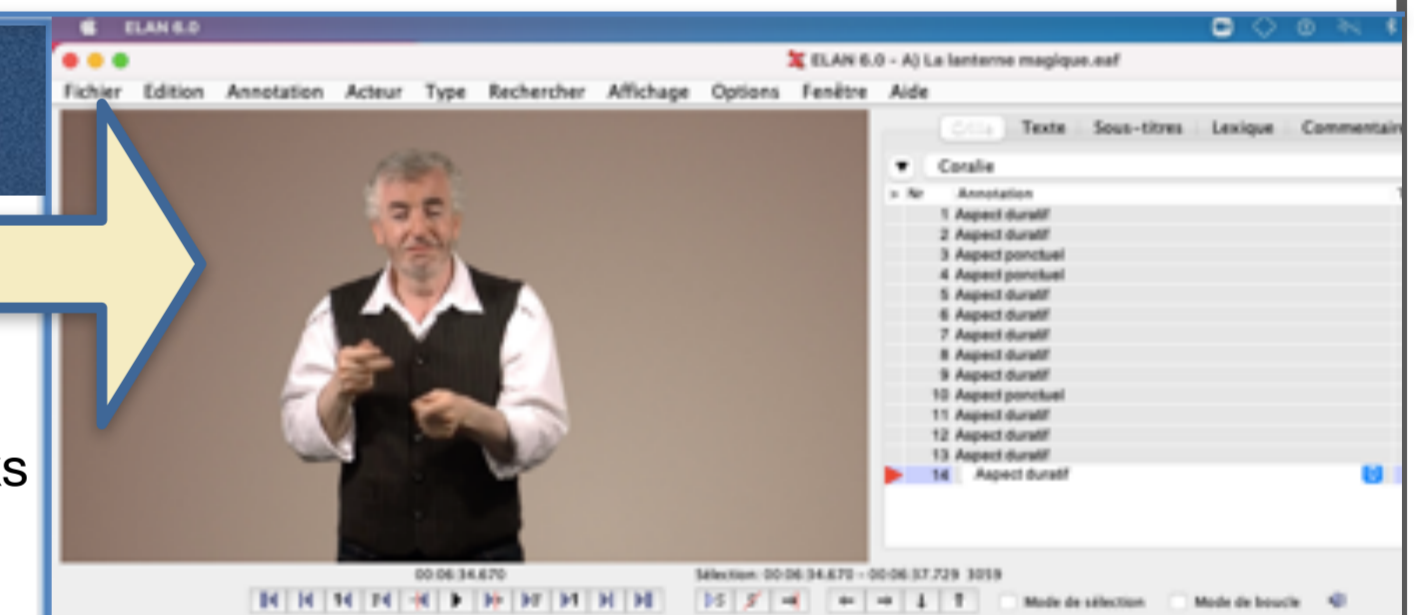 ELAN 6.0
ELAN 6.0 - A) La lanterne magique.eaf
Fichier Edition Annotation Acteur Type Rechercher Affichage Options Fenêtre Aide
Grille Texte Sous-titres Lexique Commentair
Coralie
> Nr Annotation
1 Aspect duratif
2 Aspect duratif
3 Aspect ponctuel
4 Aspect ponctuel
5 Aspect duratif
6 Aspect duratif
7 Aspect duratif
8 Aspect duratif
9 Aspect duratif
10 Aspect ponctuel
11 Aspect duratif
12 Aspect duratif
13 Aspect duratif
14 Aspect duratif
00:06:34.670
Sélection: 00:06:34.670 - 00:06:37.729 3059
Mode de sélection Mode de boucle